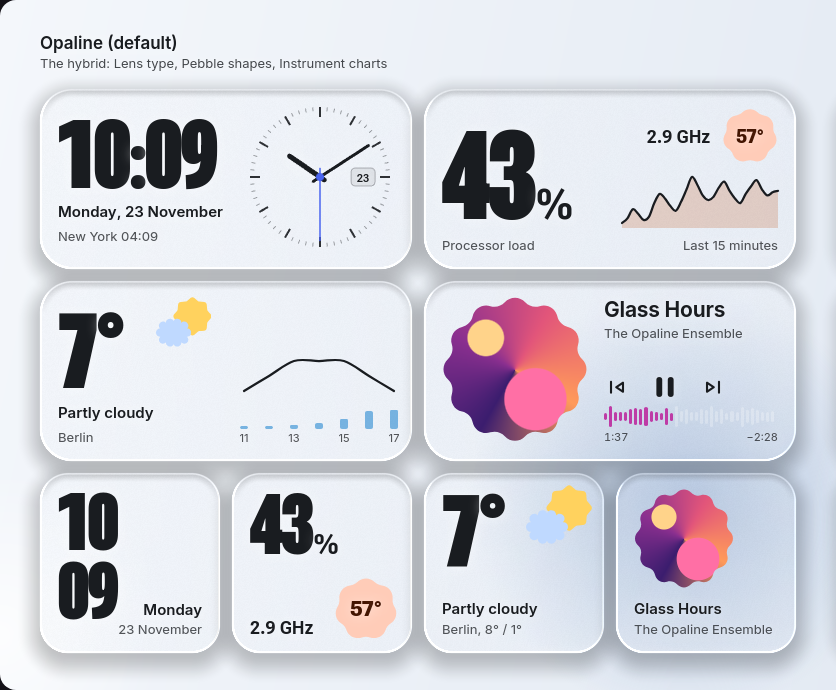 Opaline (default)
The hybrid: Lens type, Pebble shapes, Instrument charts
10:09
Monday, 23 November
New York 04:09
23
43%
Processor load
2.9 GHz
57°
Last 15 minutes
7°
Partly cloudy
Berlin
11 13 15 17
Glass Hours
The Opaline Ensemble
1:37 −2:28
10
09
Monday
23 November
43%
2.9 GHz
57°
7°
Partly cloudy
Berlin, 8° / 1°
Glass Hours
The Opaline Ensemble